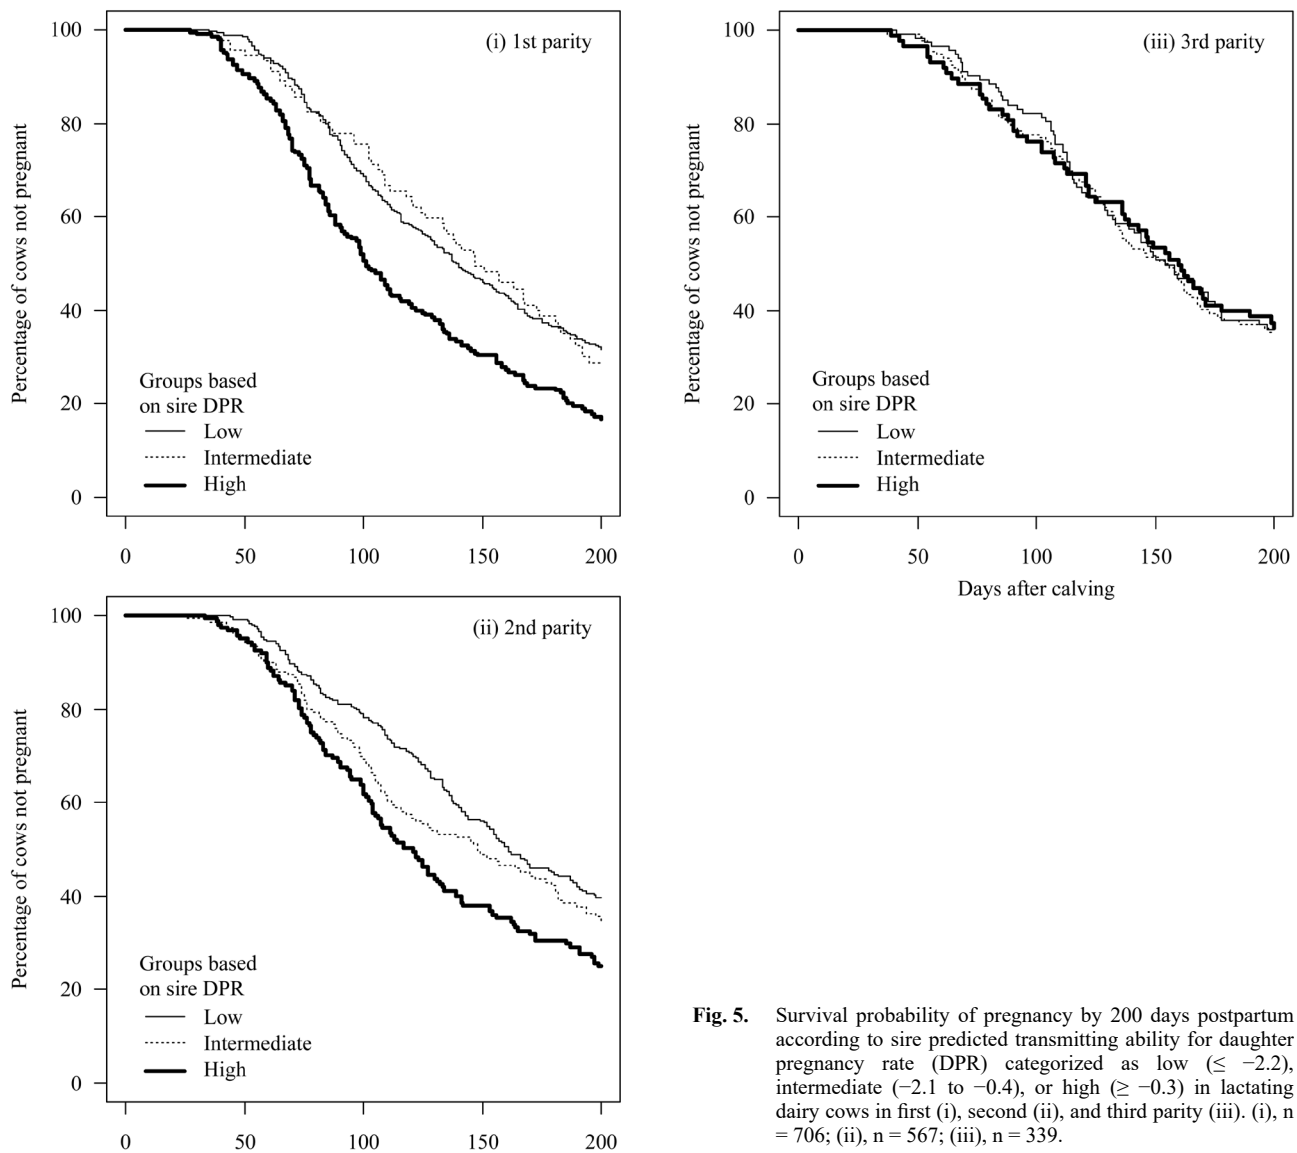 (i) 1st parity
Percentage of cows not pregnant
100
80
60
40
20
0
Groups based
on sire DPR
Low
Intermediate
High
0 50 100 150 200
(iii) 3rd parity
Percentage of cows not pregnant
100
80
60
40
20
0
Groups based
on sire DPR
Low
Intermediate
High
0 50 100 150 200
Days after calving
(ii) 2nd parity
Percentage of cows not pregnant
100
80
60
40
20
0
Groups based
on sire DPR
Low
Intermediate
High
0 50 100 150 200
Fig. 5. Survival probability of pregnancy by 200 days postpartum
according to sire predicted transmitting ability for daughter
pregnancy rate (DPR) categorized as low (≤ −2.2),
intermediate (−2.1 to −0.4), or high (≥ −0.3) in lactating
dairy cows in first (i), second (ii), and third parity (iii). (i), n
= 706; (ii), n = 567; (iii), n = 339.